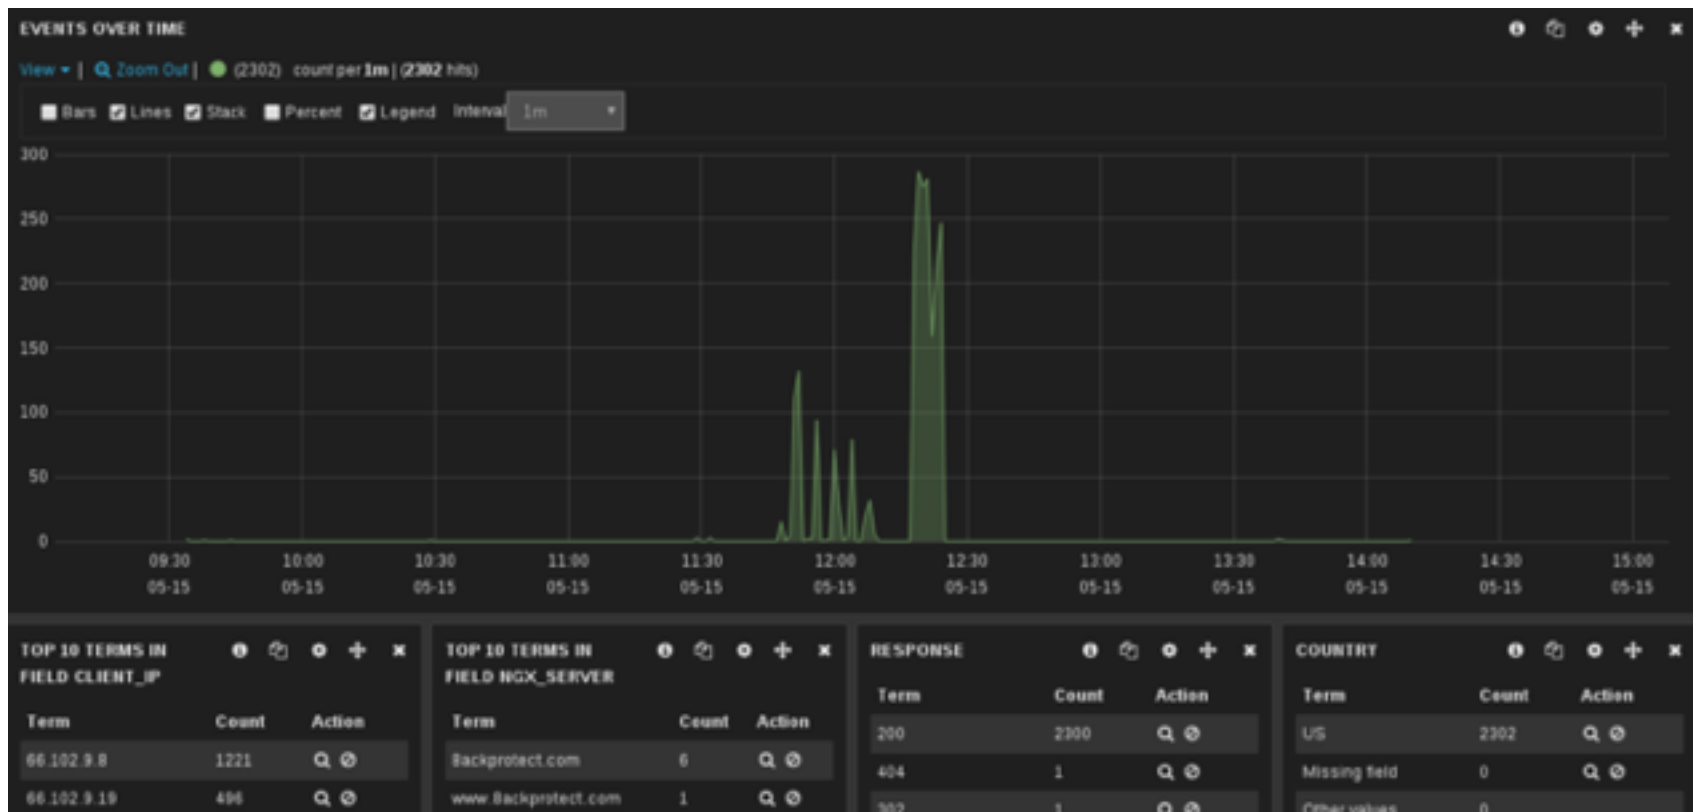 EVENTS OVER TIME
View | Zoom Out | (2302) count per 1m | (2302 hits)
Bars Lines Stack Percent Legend Interval 1m
300
250
200
150
100
50
0
09:30 10:00 10:30 11:00 11:30 12:00 12:30 13:00 13:30 14:00 14:30 15:00
05-15 05-15 05-15 05-15 05-15 05-15 05-15 05-15 05-15 05-15 05-15 05-15
TOP 10 TERMS IN
FIELD CLIENT_IP
Term Count Action
66.102.9.8 1221
66.102.9.19 496
TOP 10 TERMS IN
FIELD NGX_SERVER
Term Count Action
8ackprotect.com 6
www.8ackprotect.com 1
RESPONSE
Term Count Action
200 2300
404 1
302 1
COUNTRY
Term Count Action
US 2302
Missing field 0
Other values 0